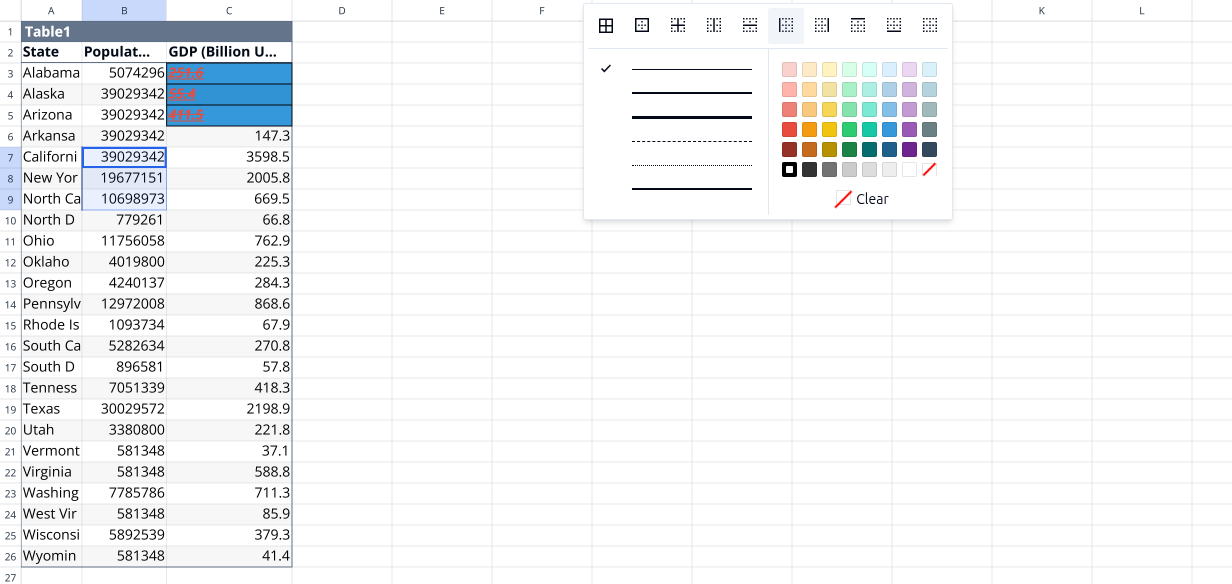 A B C D E F K L
1 Table1
2 State Populat... GDP (Billion U...
3 Alabama 5074296 251.6
4 Alaska 39029342 55.4
5 Arizona 39029342 411.5
6 Arkansa 39029342 147.3
7 Californi 39029342 3598.5
8 New Yor 19677151 2005.8
9 North Ca 10698973 669.5
10 North D 779261 66.8
11 Ohio 11756058 762.9
12 Oklaho 4019800 225.3
13 Oregon 4240137 284.3
14 Pennsylv 12972008 868.6
15 Rhode Is 1093734 67.9
16 South Ca 5282634 270.8
17 South D 896581 57.8
18 Tenness 7051339 418.3
19 Texas 30029572 2198.9
20 Utah 3380800 221.8
21 Vermont 581348 37.1
22 Virginia 581348 588.8
23 Washing 7785786 711.3
24 West Vir 581348 85.9
25 Wisconsi 5892539 379.3
26 Wyomin 581348 41.4
27
Clear